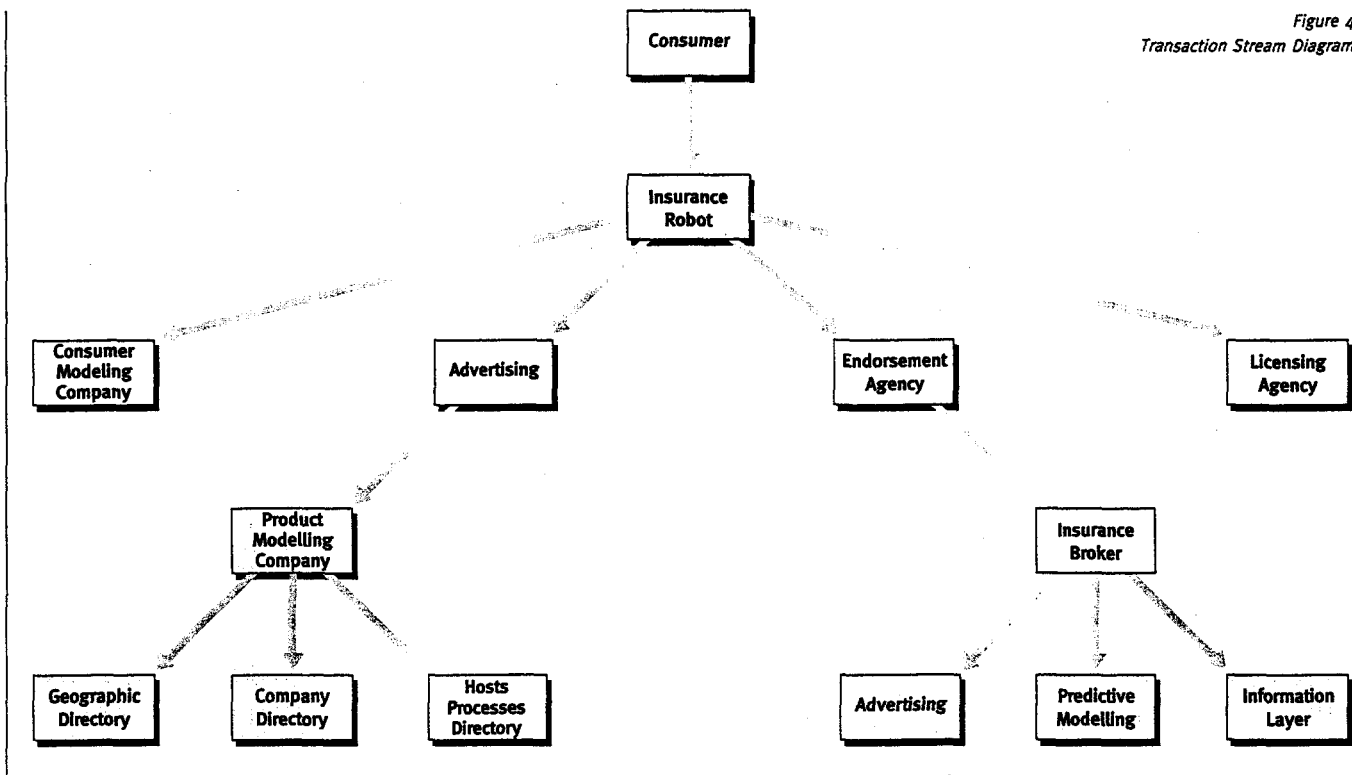 Figure 4
Transaction Stream Diagram
Consumer
Insurance
Robot
Consumer
Modeling
Company
Advertising
Endorsement
Agency
Licensing
Agency
Product
Modelling
Company
Insurance
Broker
Geographic
Directory
Company
Directory
Hosts
Processes
Directory
Advertising
Predictive
Modelling
Information
Layer